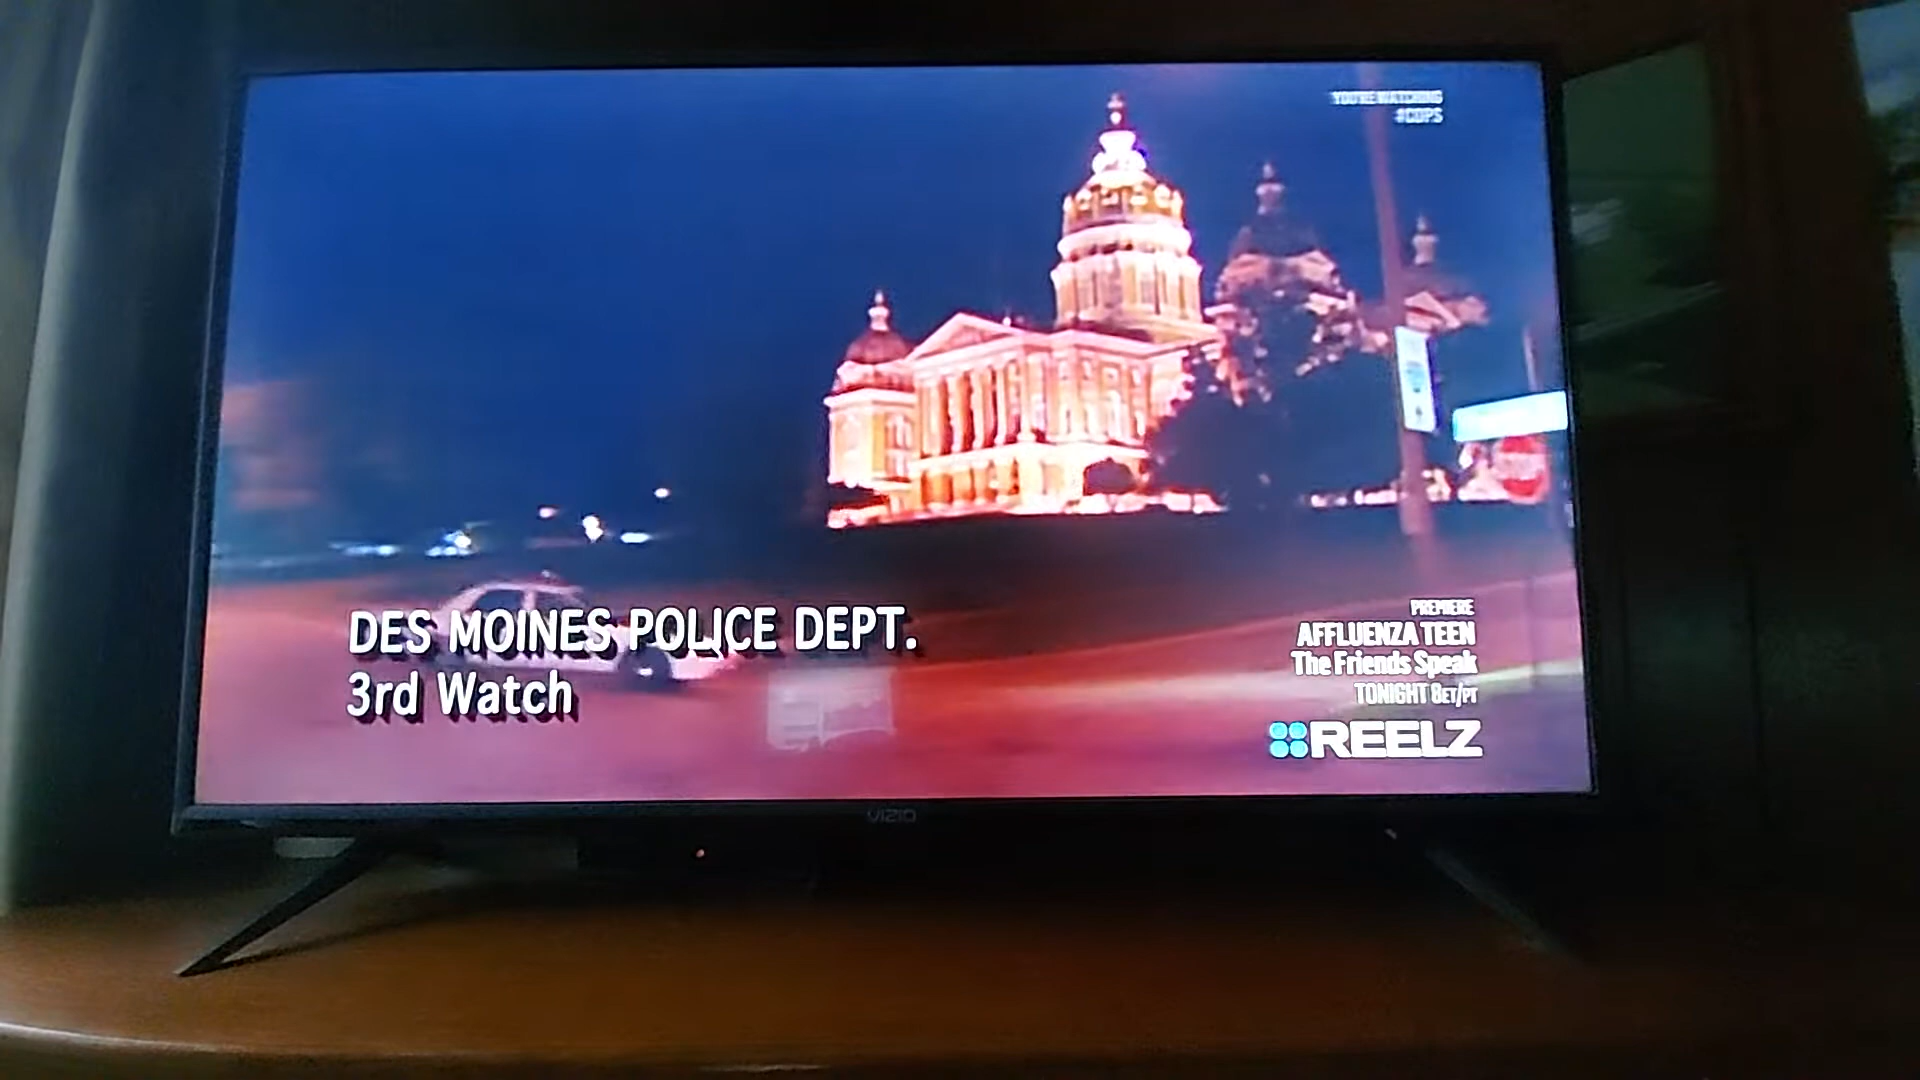 YOU'RE WATCHING
#COPS
DES MOINES POLICE DEPT.
3rd Watch
PREMIERE
AFFLUENZA TEEN
The Friends Speak
TONIGHT 8ET/PT
REELZ
STOP
VIZIO